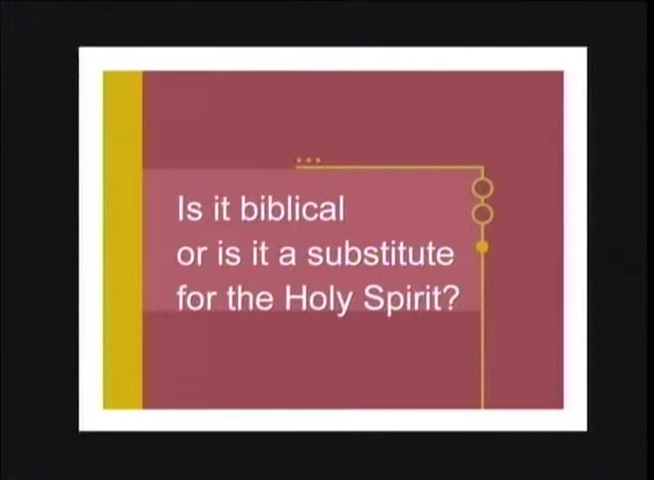 Is it biblical
or is it a substitute
for the Holy Spirit?